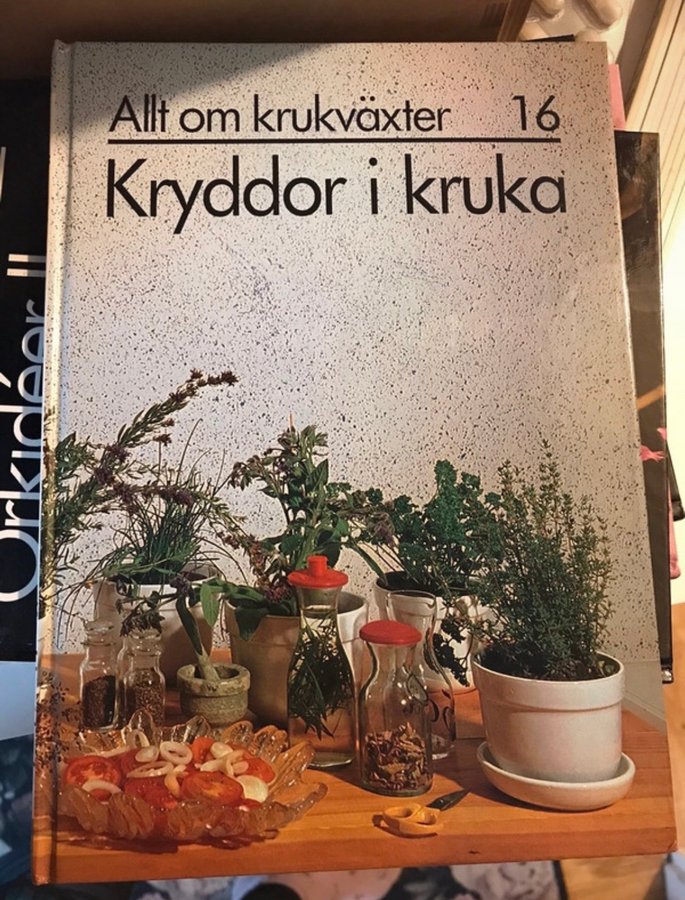 Allt om krukväxter 16
Kryddor i kruka
Orkidéer II